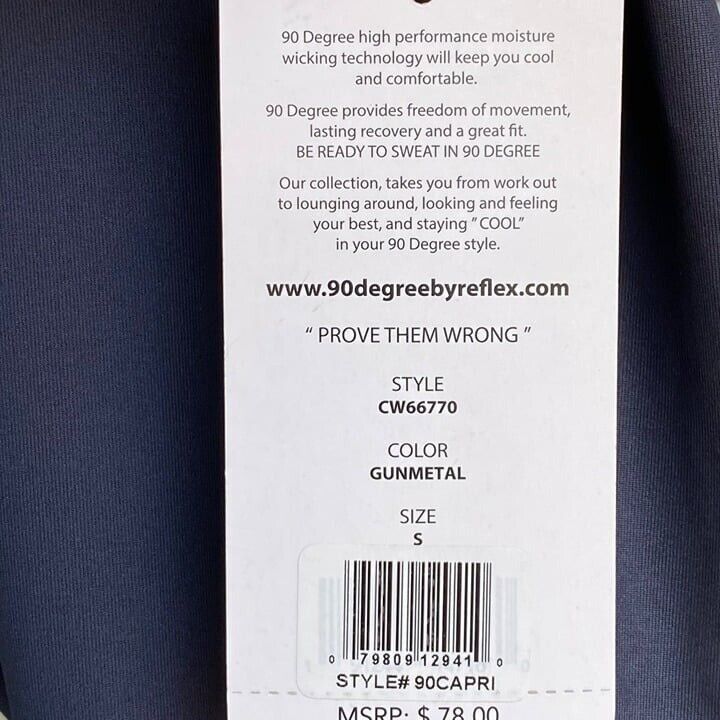 90 Degree high performance moisture
wicking technology will keep you cool
and comfortable.
90 Degree provides freedom of movement,
lasting recovery and a great fit.
BE READY TO SWEAT IN 90 DEGREE
Our collection, takes you from work out
to lounging around, looking and feeling
your best, and staying "COOL"
in your 90 Degree style.
www.90degreebyreflex.com
" PROVE THEM WRONG "
STYLE
CW66770
COLOR
GUNMETAL
SIZE
S
0 79809 12941 0
STYLE# 90CAPRI
MSRP: $ 78.00